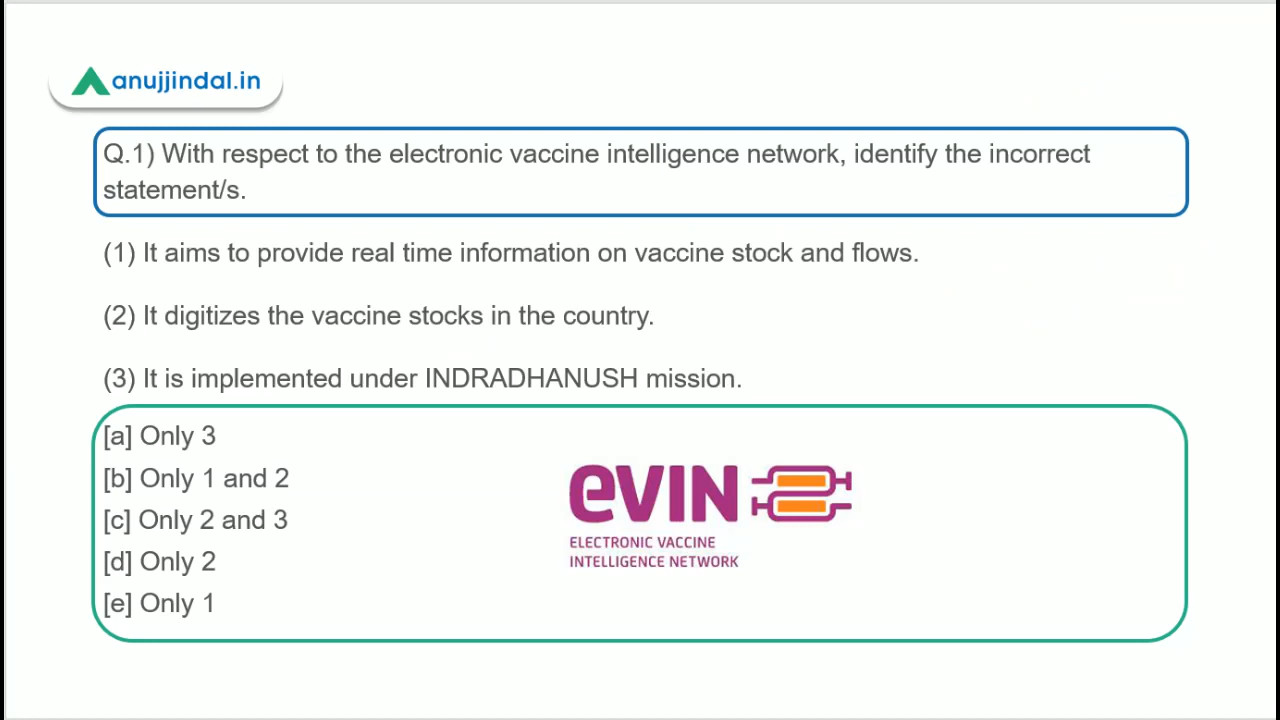 anujjindal.in
Q.1) With respect to the electronic vaccine intelligence network, identify the incorrect
statement/s.
(1) It aims to provide real time information on vaccine stock and flows.
(2) It digitizes the vaccine stocks in the country.
(3) It is implemented under INDRADHANUSH mission.
[a] Only 3
[b] Only 1 and 2
[c] Only 2 and 3
[d] Only 2
[e] Only 1
eVIN
ELECTRONIC VACCINE
INTELLIGENCE NETWORK